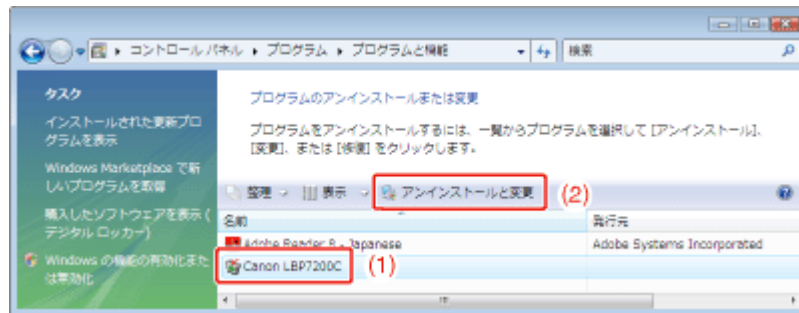 コントロール パネル ▸ プログラム ▸ プログラムと機能
検索
タスク
インストールされた更新プロ
グラムを表示
Windows Marketplace で新
しいプログラムを取得
購入したソフトウェアを表示 (
デジタル ロッカー)
Windows の機能の有効化また
は無効化
プログラムのアンインストールまたは変更
プログラムをアンインストールするには、一覧からプログラムを選択して [アンインストール]、
[変更]、または [修復] をクリックします。
整理 表示 アンインストールと変更 (2)
名前 発行元
Adobe Reader 8 - Japanese Adobe Systems Incorporated
Canon LBP7200C (1)